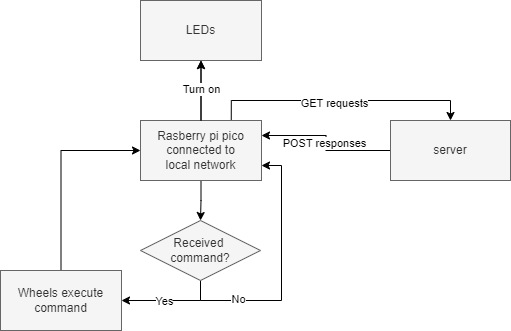 LEDs
Turn on
GET requests
Rasberry pi pico
connected to
local network
POST responses
server
Received
command?
Wheels execute
command
Yes
No